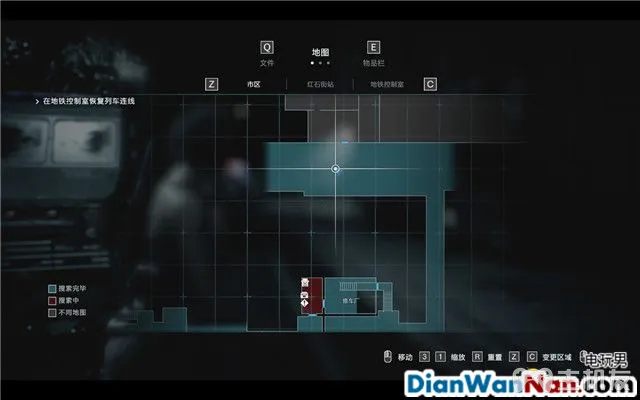 Q
地图
E
文件
物品栏
Z
市区
红石街站
地铁控制室
C
> 在地铁控制室恢复列车连线
修车厂
搜索完毕
搜索中
不同地图
移动 3 1 缩放 R 重置 Z C 变更区域
电玩男
DianWanNan.com